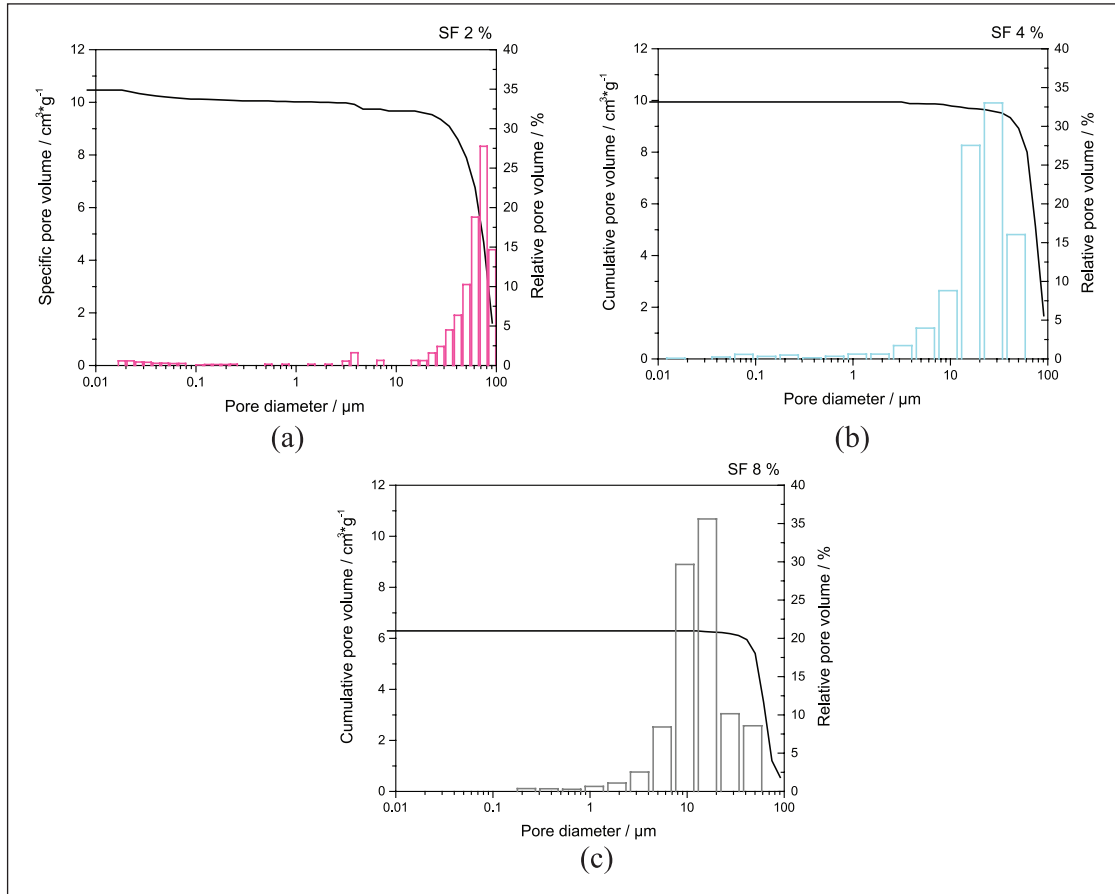 SF 2 %
12
10
8
6
4
2
0
Specific pore volume / cm³*g⁻¹
40
35
30
25
20
15
10
5
0
Relative pore volume / %
0.01 0.1 1 10 100
Pore diameter / µm
(a)
SF 4 %
12
10
8
6
4
2
0
Cumulative pore volume / cm³*g⁻¹
40
35
30
25
20
15
10
5
0
Relative pore volume / %
0.01 0.1 1 10 100
Pore diameter / µm
(b)
SF 8 %
12
10
8
6
4
2
0
Cumulative pore volume / cm³*g⁻¹
40
35
30
25
20
15
10
5
0
Relative pore volume / %
0.01 0.1 1 10 100
Pore diameter / µm
(c)